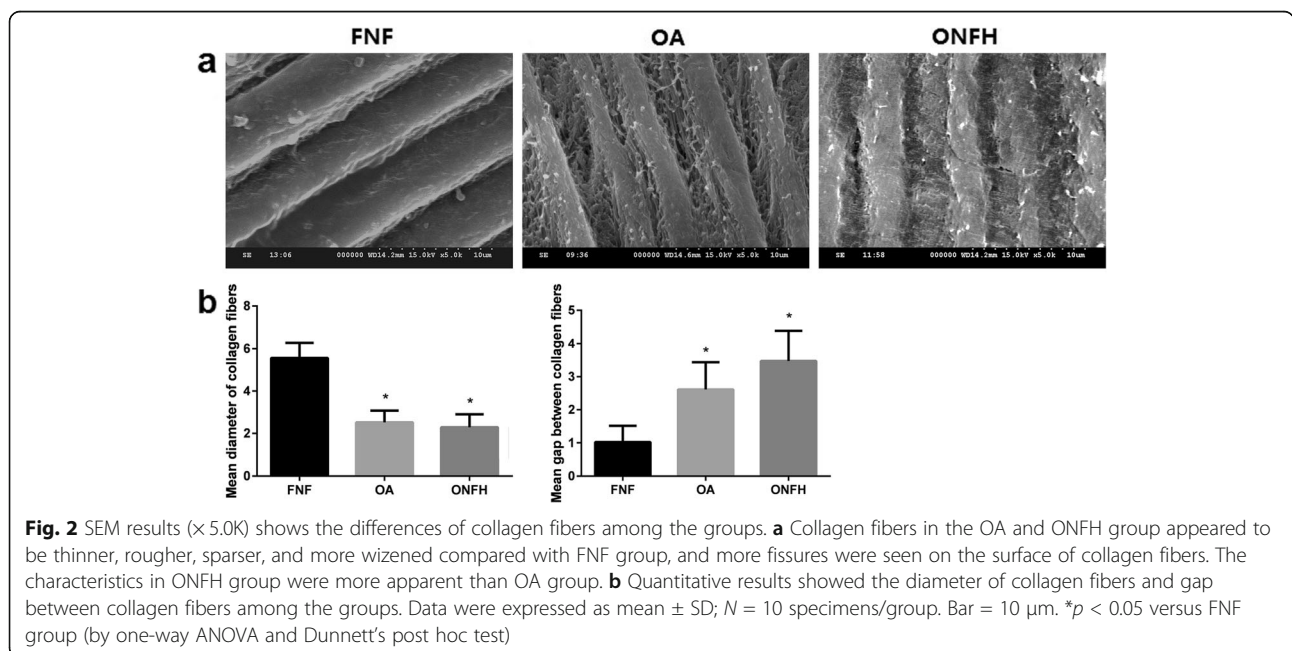 FNF
OA
ONFH
a
SE 13:06 000000 WD14.2mm 15.0kV x5.0k 10um
SE 09:36 000000 WD14.6mm 15.0kV x5.0k 10um
SE 11:58 000000 WD14.2mm 15.0kV x5.0k 10um
b
Mean diameter of collagen fibers
8
6
4
2
0
*
*
FNF
OA
ONFH
Mean gap between collagen fibers
5
4
3
2
1
0
*
*
FNF
OA
ONFH
Fig. 2 SEM results (× 5.0K) shows the differences of collagen fibers among the groups. a Collagen fibers in the OA and ONFH group appeared to
be thinner, rougher, sparser, and more wizened compared with FNF group, and more fissures were seen on the surface of collagen fibers. The
characteristics in ONFH group were more apparent than OA group. b Quantitative results showed the diameter of collagen fibers and gap
between collagen fibers among the groups. Data were expressed as mean ± SD; N = 10 specimens/group. Bar = 10 μm. *p < 0.05 versus FNF
group (by one-way ANOVA and Dunnett's post hoc test)